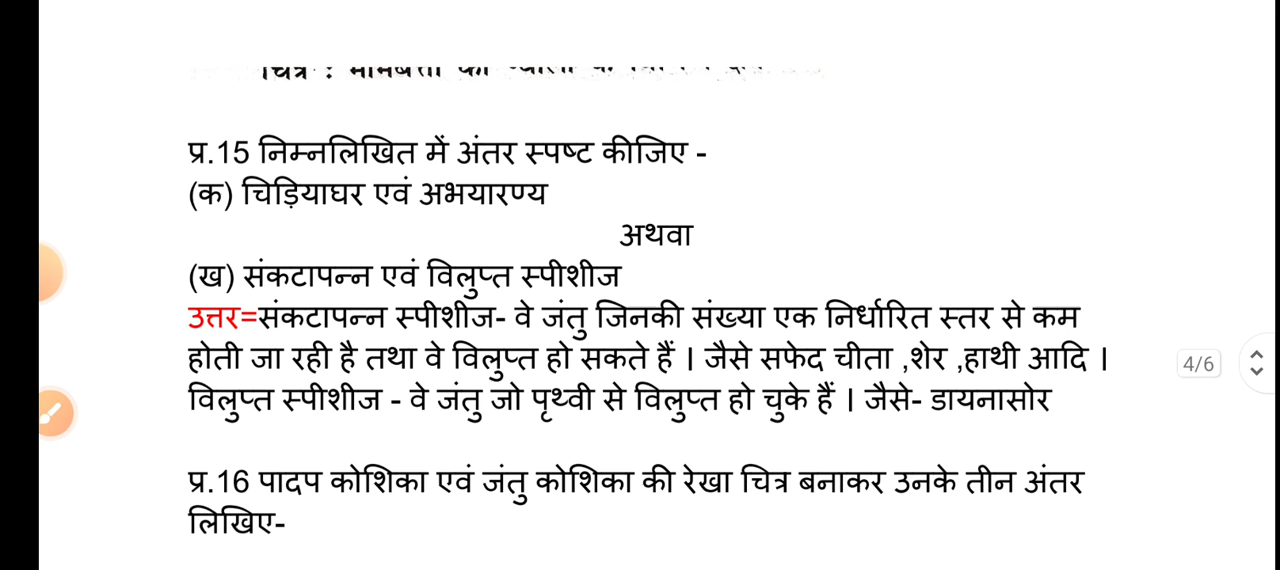 प्र.15 निम्नलिखित में अंतर स्पष्ट कीजिए -
(क) चिड़ियाघर एवं अभयारण्य
अथवा
(ख) संकटापन्न एवं विलुप्त स्पीशीज
उत्तर=संकटापन्न स्पीशीज- वे जंतु जिनकी संख्या एक निर्धारित स्तर से कम
होती जा रही है तथा वे विलुप्त हो सकते हैं । जैसे सफेद चीता ,शेर ,हाथी आदि ।
विलुप्त स्पीशीज - वे जंतु जो पृथ्वी से विलुप्त हो चुके हैं । जैसे- डायनासोर
4/6
प्र.16 पादप कोशिका एवं जंतु कोशिका की रेखा चित्र बनाकर उनके तीन अंतर
लिखिए-